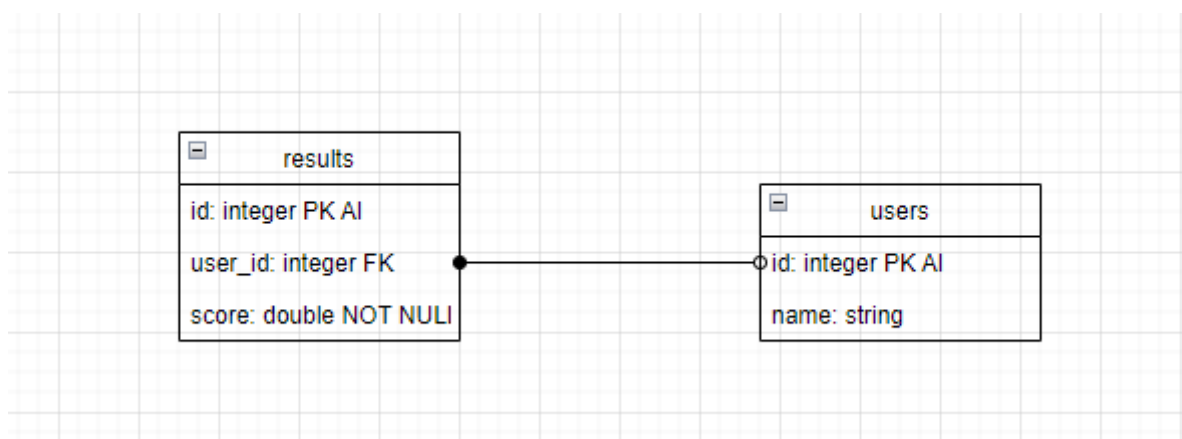 results
id: integer PK AI
user_id: integer FK
score: double NOT NULl
users
id: integer PK AI
name: string